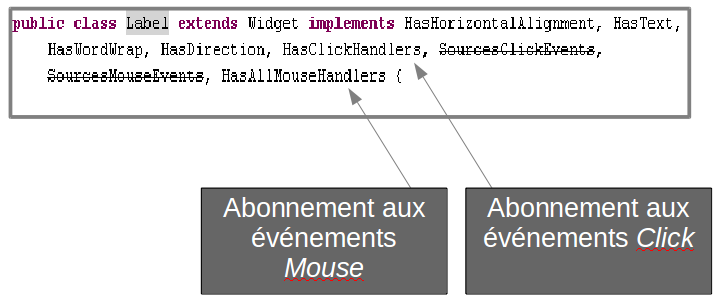 public class Label extends Widget implements HasHorizontalAlignment, HasText,
HasWordWrap, HasDirection, HasClickHandlers, SourcesClickEvents,
SourcesMouseEvents, HasAllMouseHandlers {
Abonnement aux
événements
Mouse
Abonnement aux
événements Click